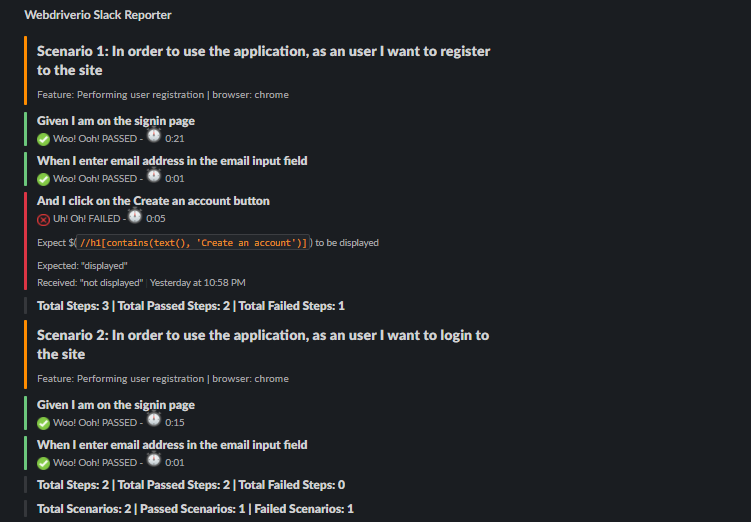 Webdriverio Slack Reporter
Scenario 1: In order to use the application, as an user I want to register
to the site
Feature: Performing user registration | browser: chrome
Given I am on the signin page
Woo! Ooh! PASSED - 0:21
When I enter email address in the email input field
Woo! Ooh! PASSED - 0:01
And I click on the Create an account button
Uh! Oh! FAILED - 0:05
Expect $(//h1[contains(text(), 'Create an account')]) to be displayed
Expected: "displayed"
Received: "not displayed" | Yesterday at 10:58 PM
Total Steps: 3 | Total Passed Steps: 2 | Total Failed Steps: 1
Scenario 2: In order to use the application, as an user I want to login to
the site
Feature: Performing user registration | browser: chrome
Given I am on the signin page
Woo! Ooh! PASSED - 0:15
When I enter email address in the email input field
Woo! Ooh! PASSED - 0:01
Total Steps: 2 | Total Passed Steps: 2 | Total Failed Steps: 0
Total Scenarios: 2 | Passed Scenarios: 1 | Failed Scenarios: 1